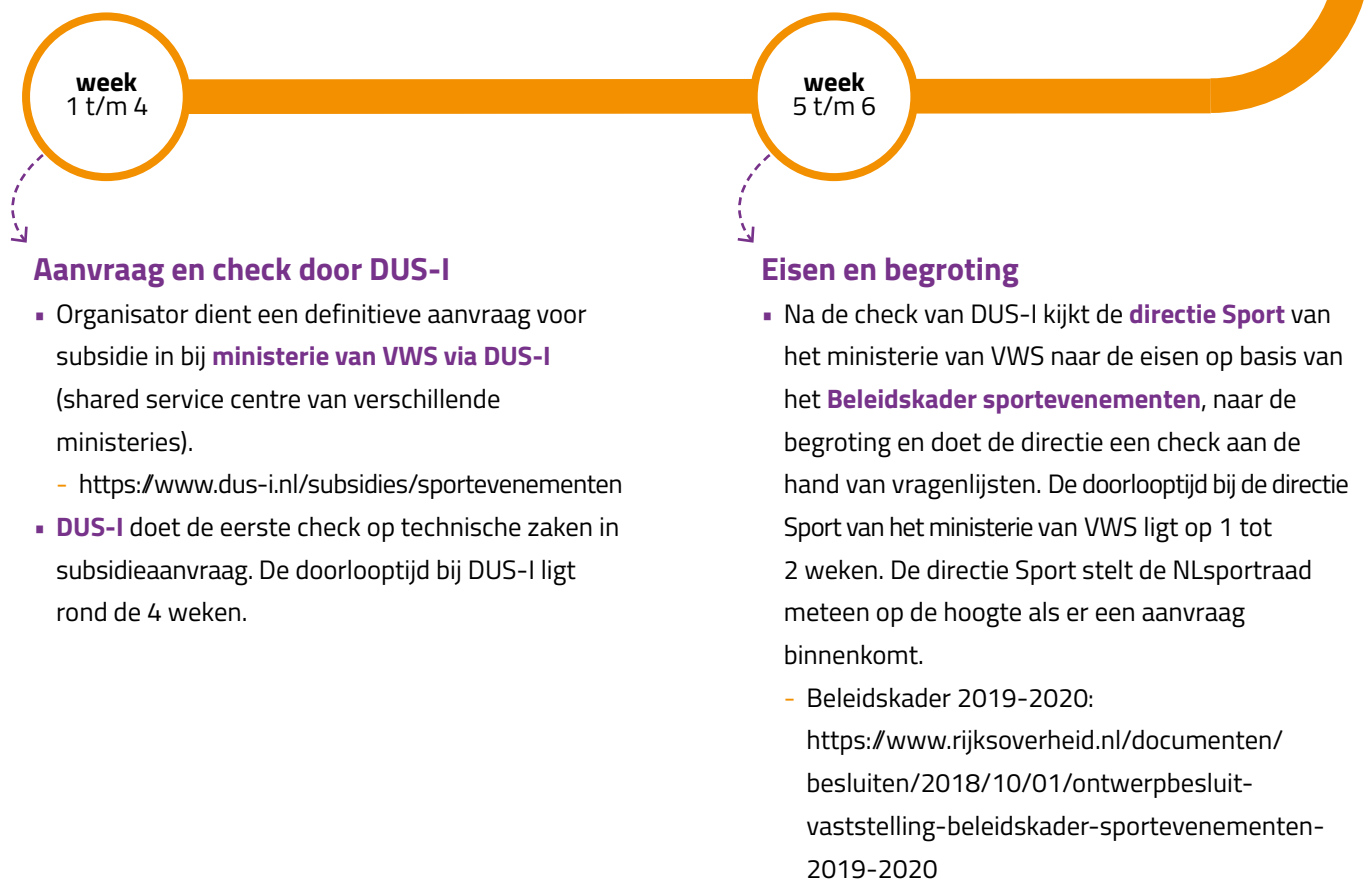 week
1 t/m 4
week
5 t/m 6
Aanvraag en check door DUS-I
▪ Organisator dient een definitieve aanvraag voor
subsidie in bij ministerie van VWS via DUS-I
(shared service centre van verschillende
ministeries).
- https://www.dus-i.nl/subsidies/sportevenementen
▪ DUS-I doet de eerste check op technische zaken in
subsidieaanvraag. De doorlooptijd bij DUS-I ligt
rond de 4 weken.
Eisen en begroting
▪ Na de check van DUS-I kijkt de directie Sport van
het ministerie van VWS naar de eisen op basis van
het Beleidskader sportevenementen, naar de
begroting en doet de directie een check aan de
hand van vragenlijsten. De doorlooptijd bij de directie
Sport van het ministerie van VWS ligt op 1 tot
2 weken. De directie Sport stelt de NLsportraad
meteen op de hoogte als er een aanvraag
binnenkomt.
- Beleidskader 2019-2020:
https://www.rijksoverheid.nl/documenten/
besluiten/2018/10/01/ontwerpbesluit-
vaststelling-beleidskader-sportevenementen-
2019-2020